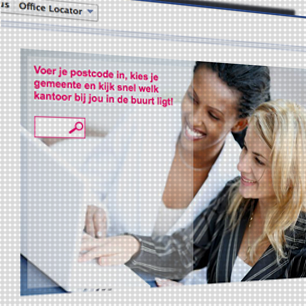 us Office Locator
Voer je postcode in, kies je
gemeente en kijk snel welk
kantoor bij jou in de buurt ligt!